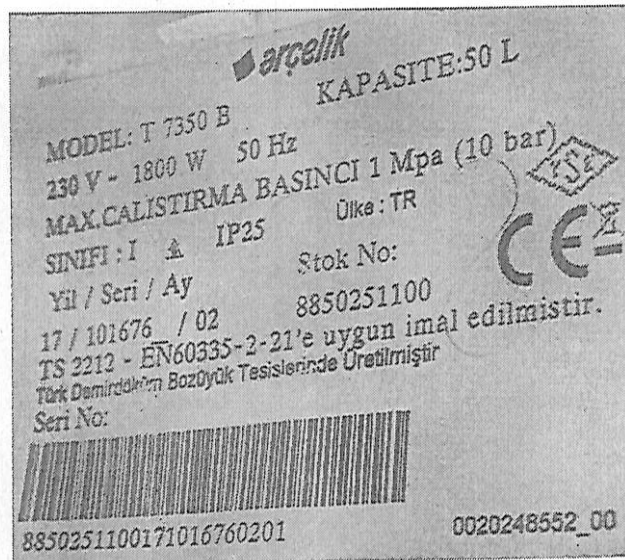 arçelik
KAPASITE:50 L
MODEL: T 7350 B
230 V - 1800 W 50 Hz
MAX.CALISTIRMA BASINCI 1 Mpa (10 bar)
TSE
SINIFI : I IP25 Ülke : TR
CE
Yil / Seri / Ay Stok No:
17 / 101676 / 02 8850251100
TS 2212 - EN60335-2-21'e uygun imal edilmistir.
Türk Demirdöküm Bozüyük Tesislerinde Üretilmiştir
Seri No:
8850251100171016760201
0020248552_00